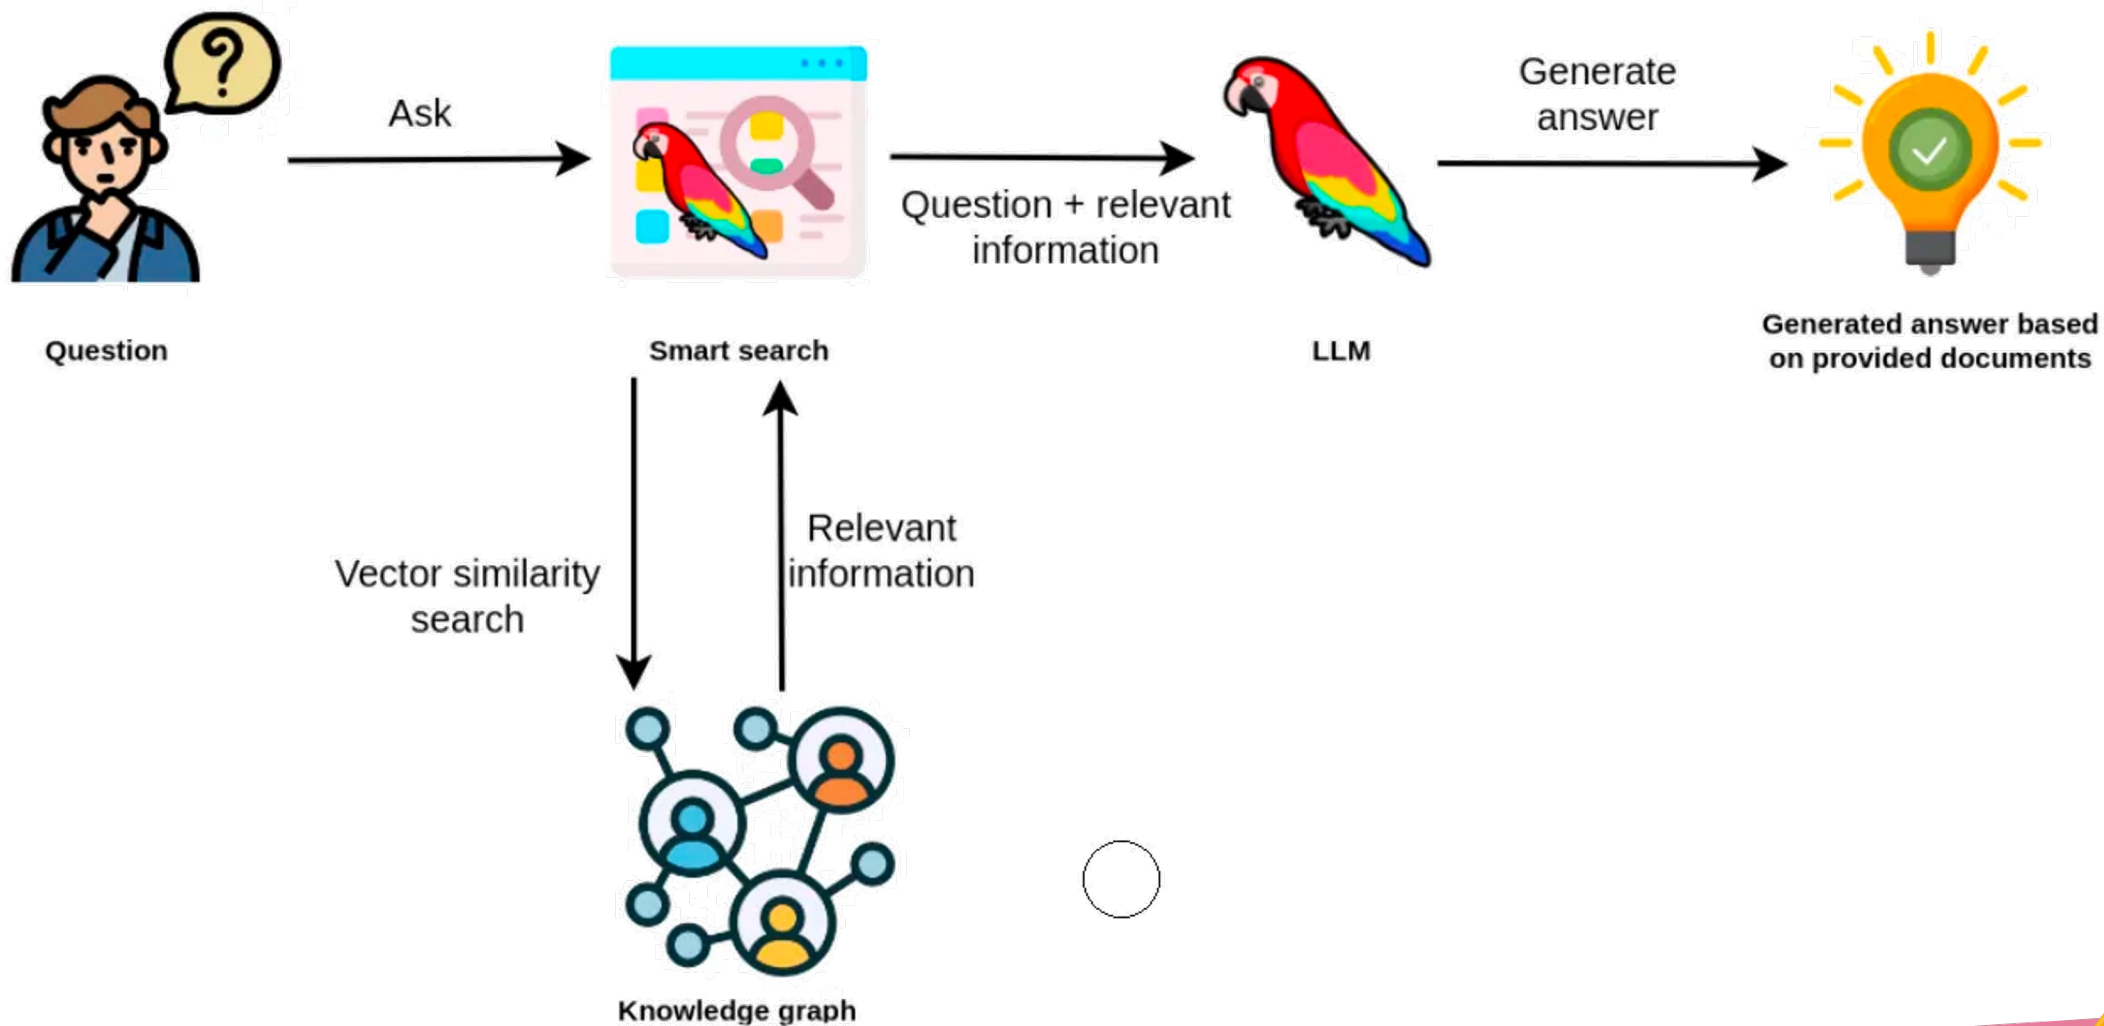 ?
Ask
Generate
answer
Question + relevant
information
Question
Smart search
LLM
Generated answer based
on provided documents
Vector similarity
search
Relevant
information
Knowledge graph